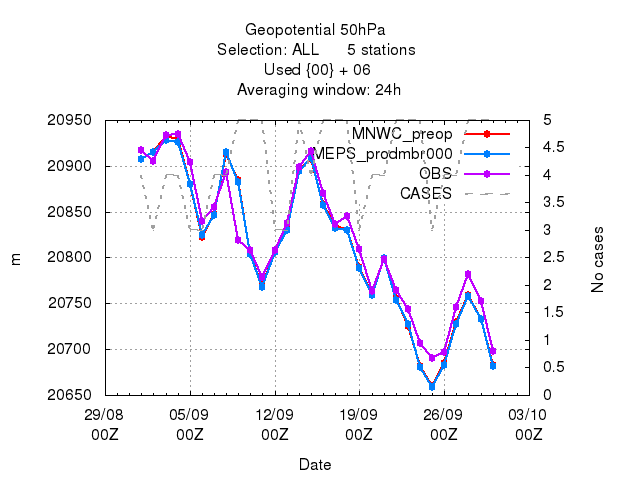 Geopotential 50hPa
Selection: ALL 5 stations
Used {00} + 06
Averaging window: 24h
20950 5
MNWC_preop 4.5
MEPS_prodmbr000
20900 OBS 4
CASES 3.5
20850 3
20800 2.5
m No cases
2
20750 1.5
1
20700 0.5
20650 0
29/08 05/09 12/09 19/09 26/09 03/10
00Z 00Z 00Z 00Z 00Z 00Z
Date